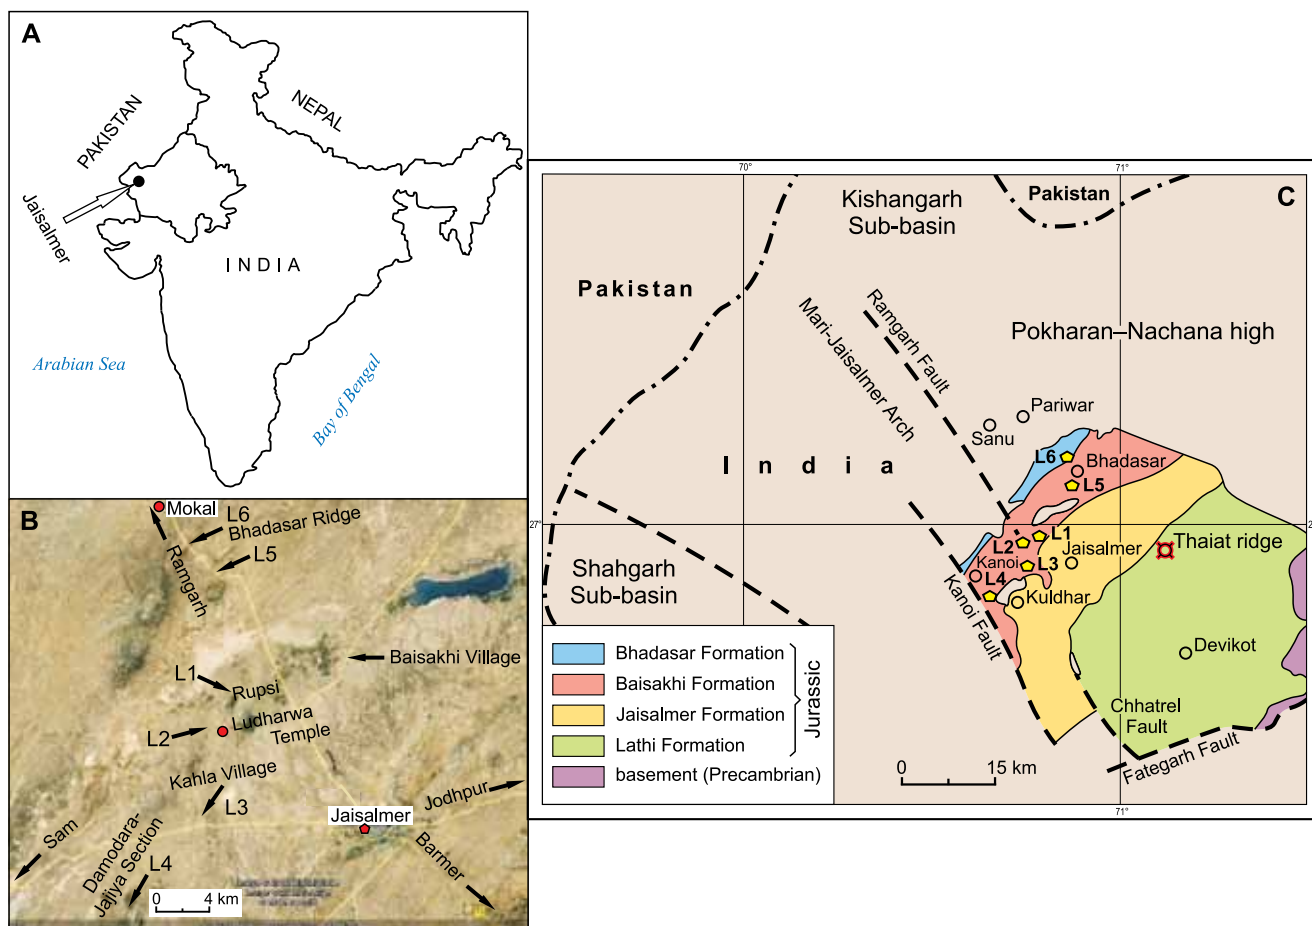 A
PAKISTAN
NEPAL
Jaisalmer
INDIA
Arabian Sea
Bay of Bengal
B
Mokal
L6
Bhadasar Ridge
L5
Ramgarh
Baisakhi Village
L1
Rupsi
L2
Ludharwa
Temple
Kahla Village
L3
Jodhpur
Jaisalmer
Sam
Damodara-
Jajiya Section
L4
Barmer
0 4 km
C
70°
71°
Kishangarh
Sub-basin
Pakistan
Pakistan
Ramgarh Fault
Mari-Jaisalmer Arch
Pokharan–Nachana high
Pariwar
Sanu
India
L6
Bhadasar
L5
27°
L1
L2
Jaisalmer
Thaiat ridge
Kanoi
L3
L4
Kuldhar
Shahgarh
Sub-basin
Kanoi Fault
Devikot
Chhatrel
Fault
Fategarh Fault
Bhadasar Formation
Baisakhi Formation
Jaisalmer Formation
Lathi Formation
Jurassic
basement (Precambrian)
0 15 km
71°